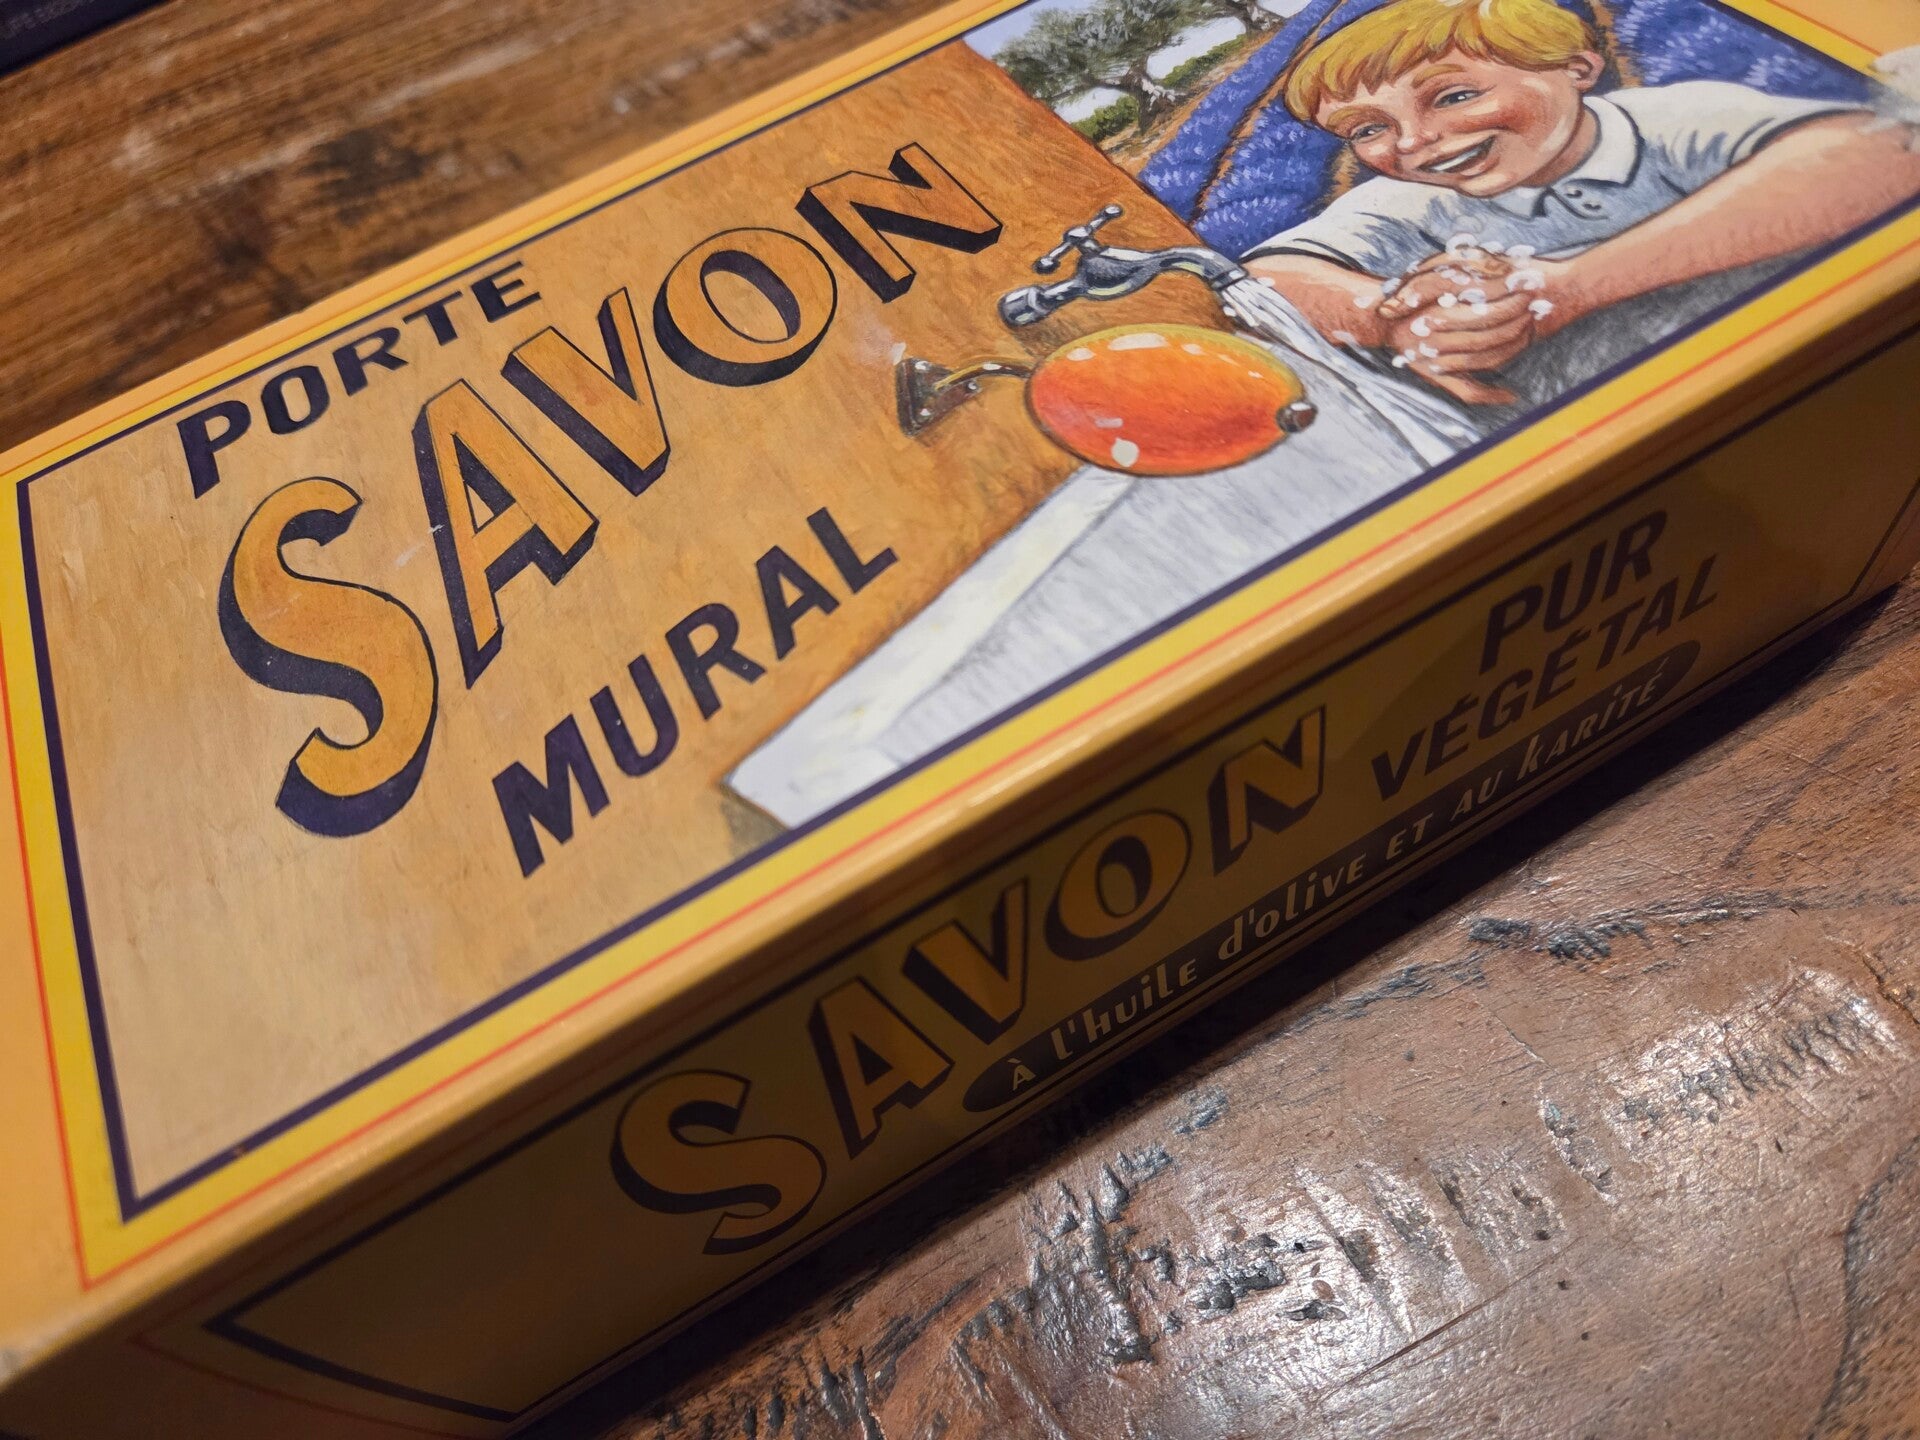 PORTE
SAVON
MURAL
SAVON
PUR
VÉGÉTAL
À l'huile d'olive et au karité